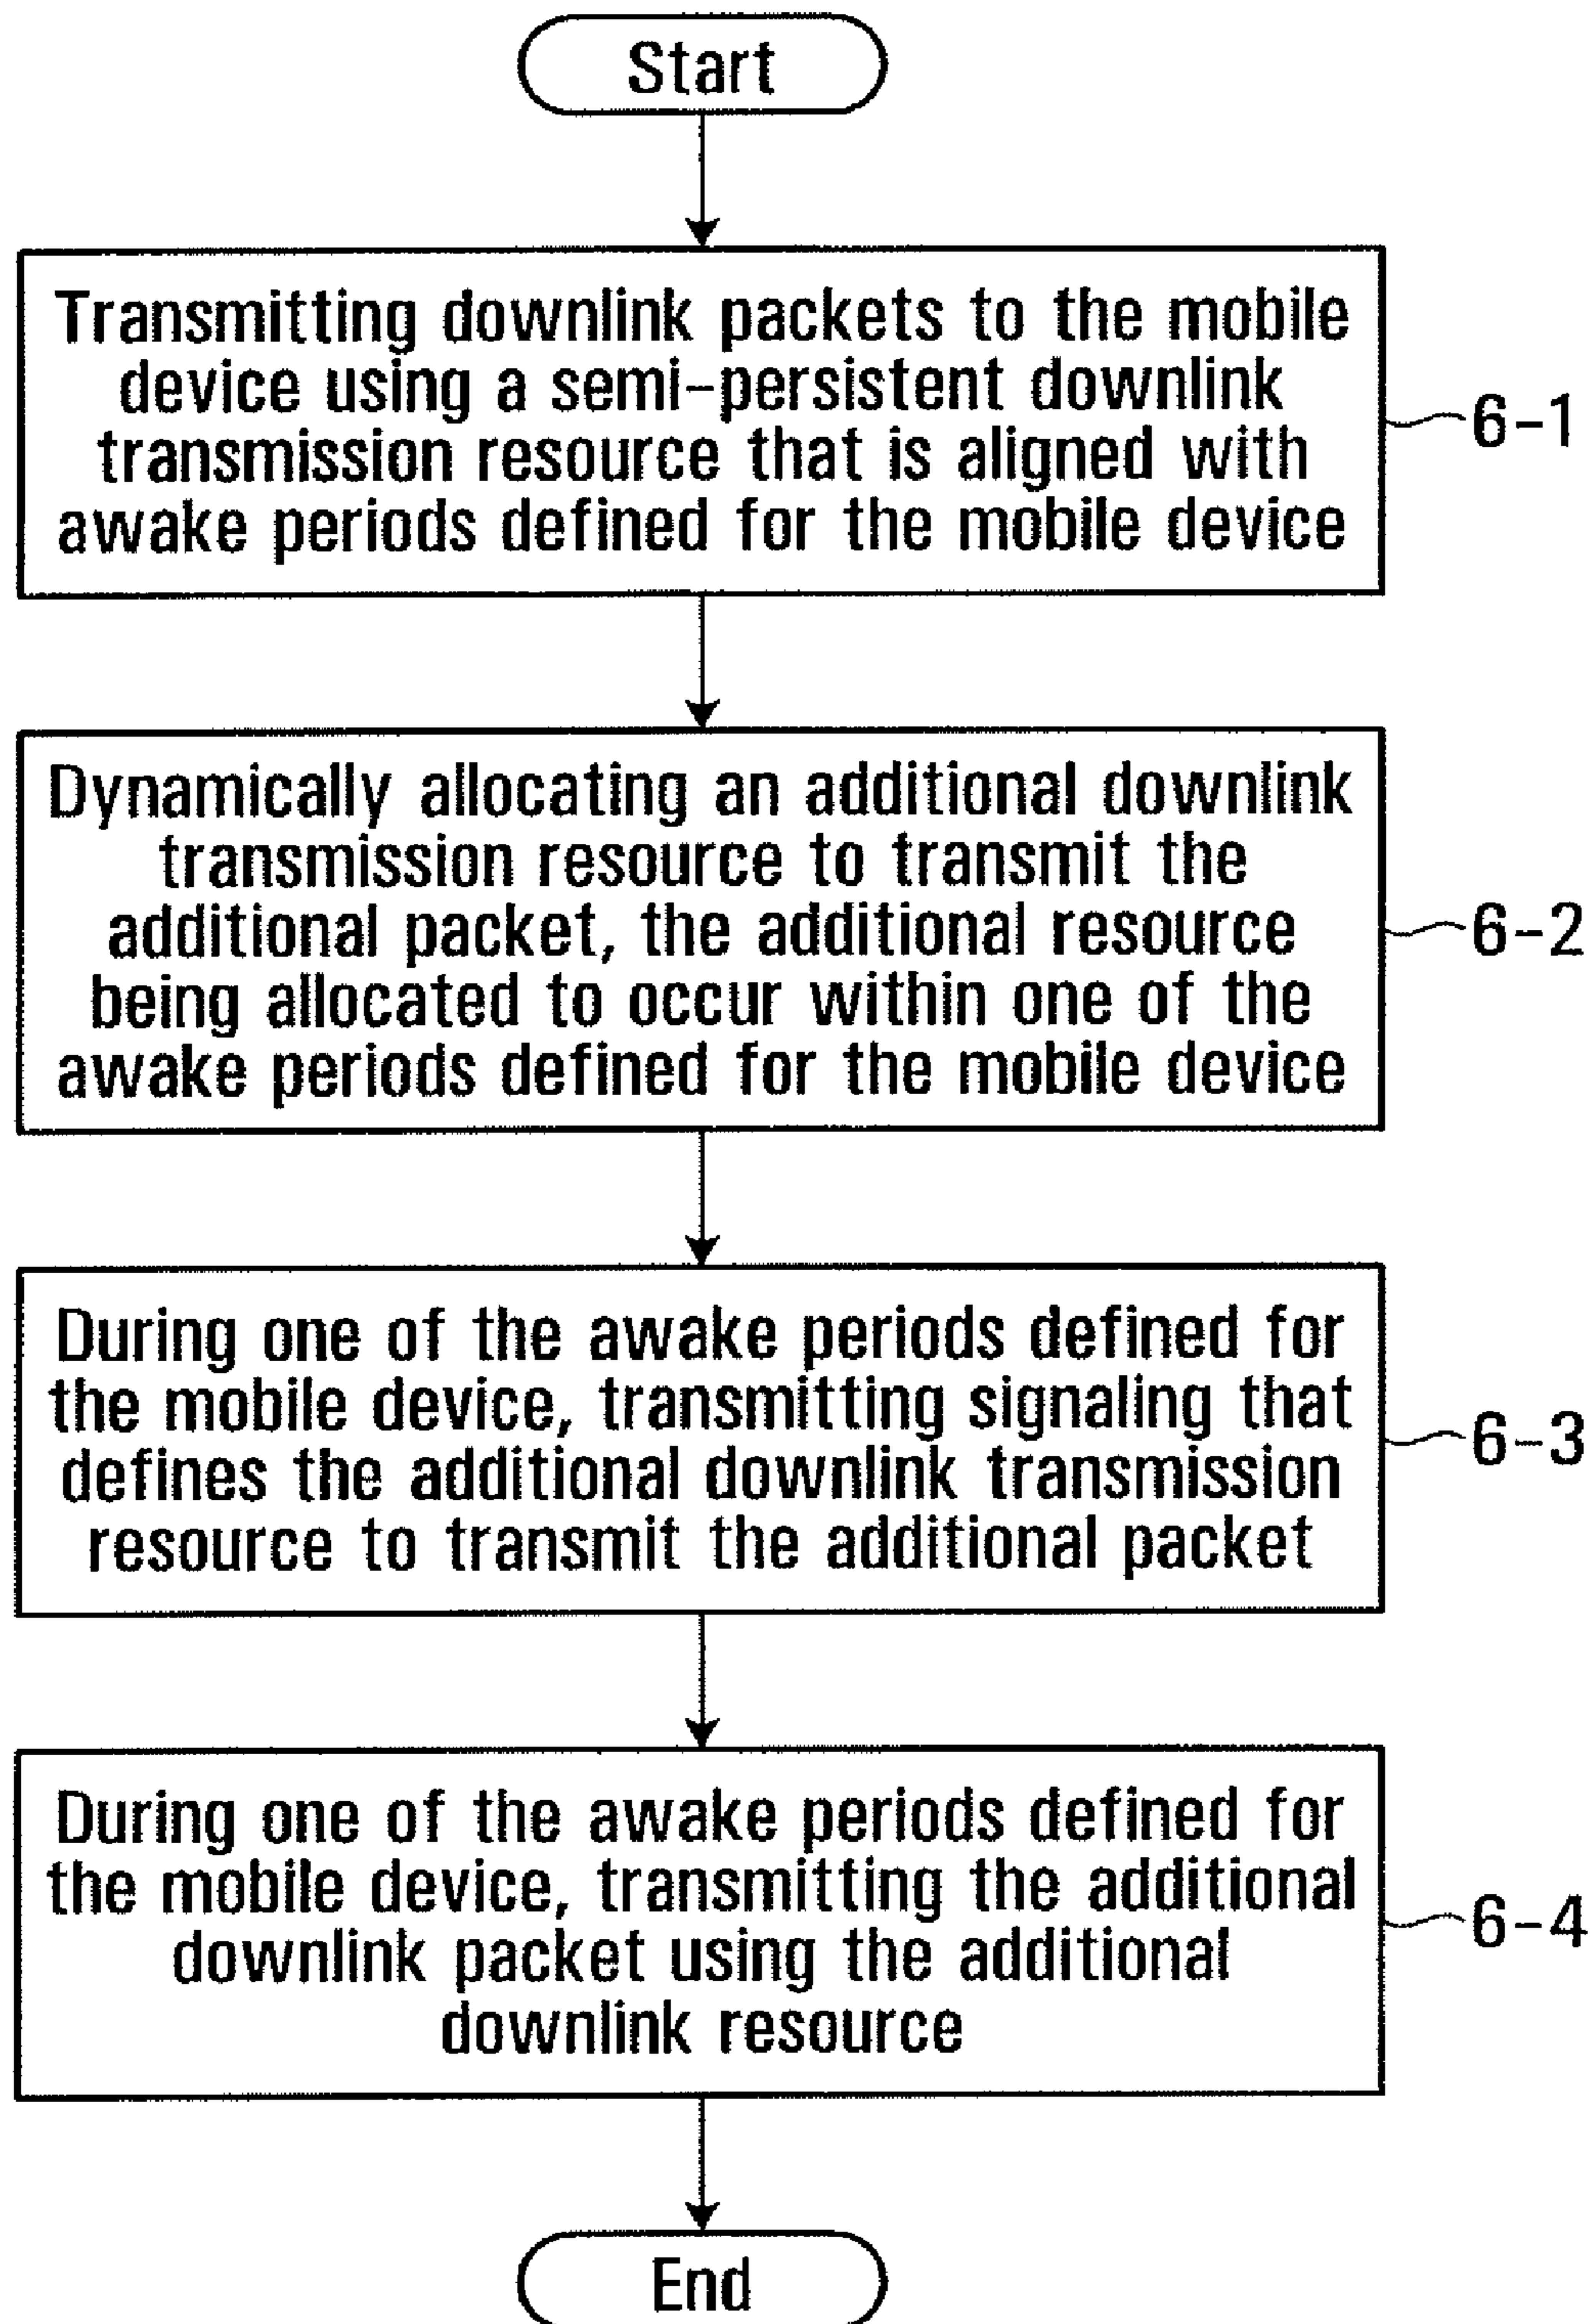 Start
Transmitting downlink packets to the mobile
device using a semi-persistent downlink
transmission resource that is aligned with
awake periods defined for the mobile device
6-1
Dynamically allocating an additional downlink
transmission resource to transmit the
additional packet, the additional resource
being allocated to occur within one of the
awake periods defined for the mobile device
6-2
During one of the awake periods defined for
the mobile device, transmitting signaling that
defines the additional downlink transmission
resource to transmit the additional packet
6-3
During one of the awake periods defined for
the mobile device, transmitting the additional
downlink packet using the additional
downlink resource
6-4
End